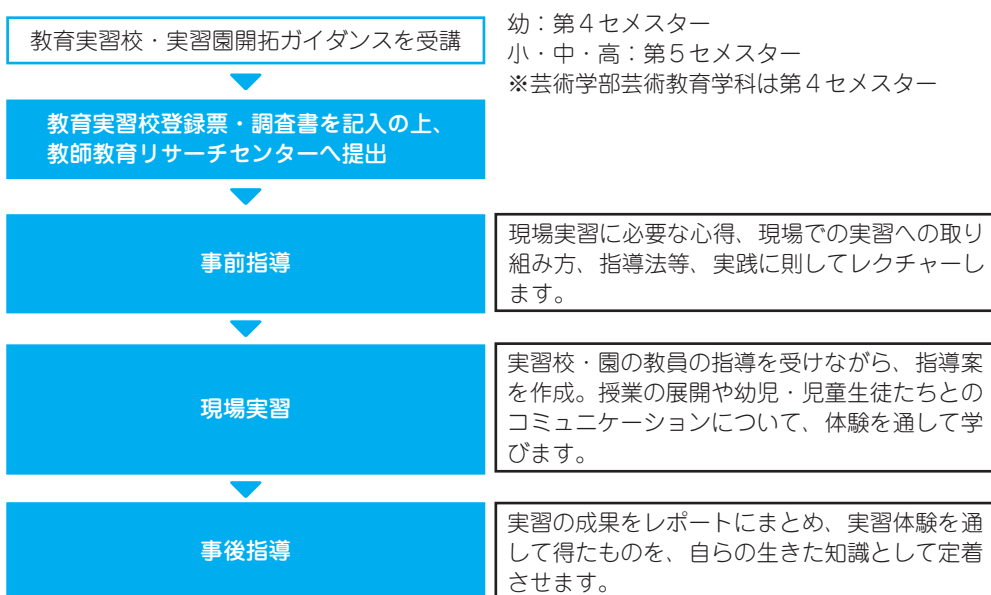 教育実習校・実習園開拓ガイダンスを受講
幼：第４セメスター
小・中・高：第５セメスター
※芸術学部芸術教育学科は第４セメスター
教育実習校登録票・調査書を記入の上、
教師教育リサーチセンターへ提出
事前指導
現場実習に必要な心得、現場での実習への取り
組み方、指導法等、実践に則してレクチャーし
ます。
現場実習
実習校・園の教員の指導を受けながら、指導案
を作成。授業の展開や幼児・児童生徒たちとの
コミュニケーションについて、体験を通して学
びます。
事後指導
実習の成果をレポートにまとめ、実習体験を通
して得たものを、自らの生きた知識として定着
させます。